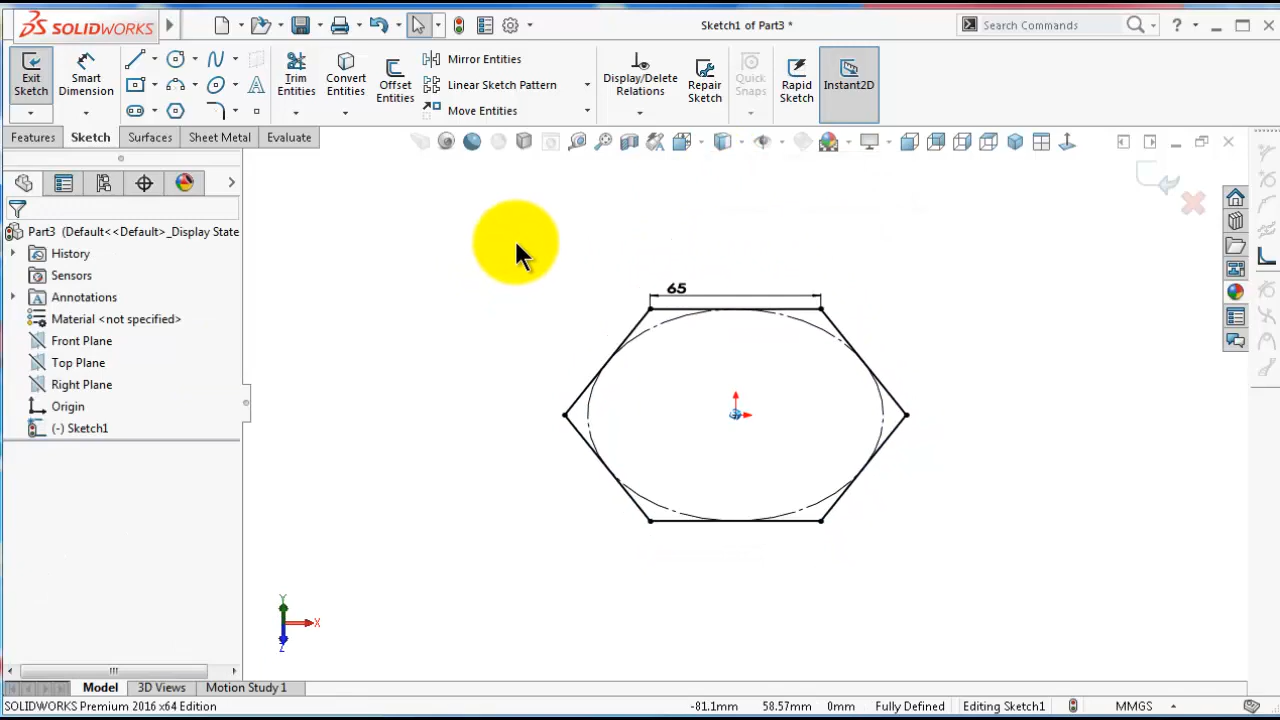 SOLIDWORKS
Sketch1 of Part3 *
Search Commands
?
Exit Sketch
Smart Dimension
Trim Entities
Convert Entities
Offset Entities
Mirror Entities
Linear Sketch Pattern
Move Entities
Display/Delete Relations
Repair Sketch
Quick Snaps
Rapid Sketch
Instant2D
Features
Sketch
Surfaces
Sheet Metal
Evaluate
Part3 (Default<<Default>_Display State
History
Sensors
Annotations
Material <not specified>
Front Plane
Top Plane
Right Plane
Origin
(-) Sketch1
65
Y
X
Z
Model
3D Views
Motion Study 1
SOLIDWORKS Premium 2016 x64 Edition
-81.1mm
58.57mm
0mm
Fully Defined
Editing Sketch1
MMGS